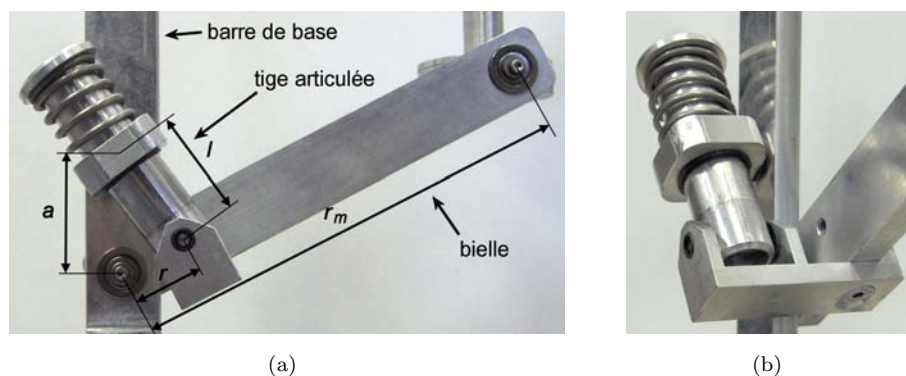 barre de base
tige articulée
l
a
r
r_m
bielle
(a)
(b)